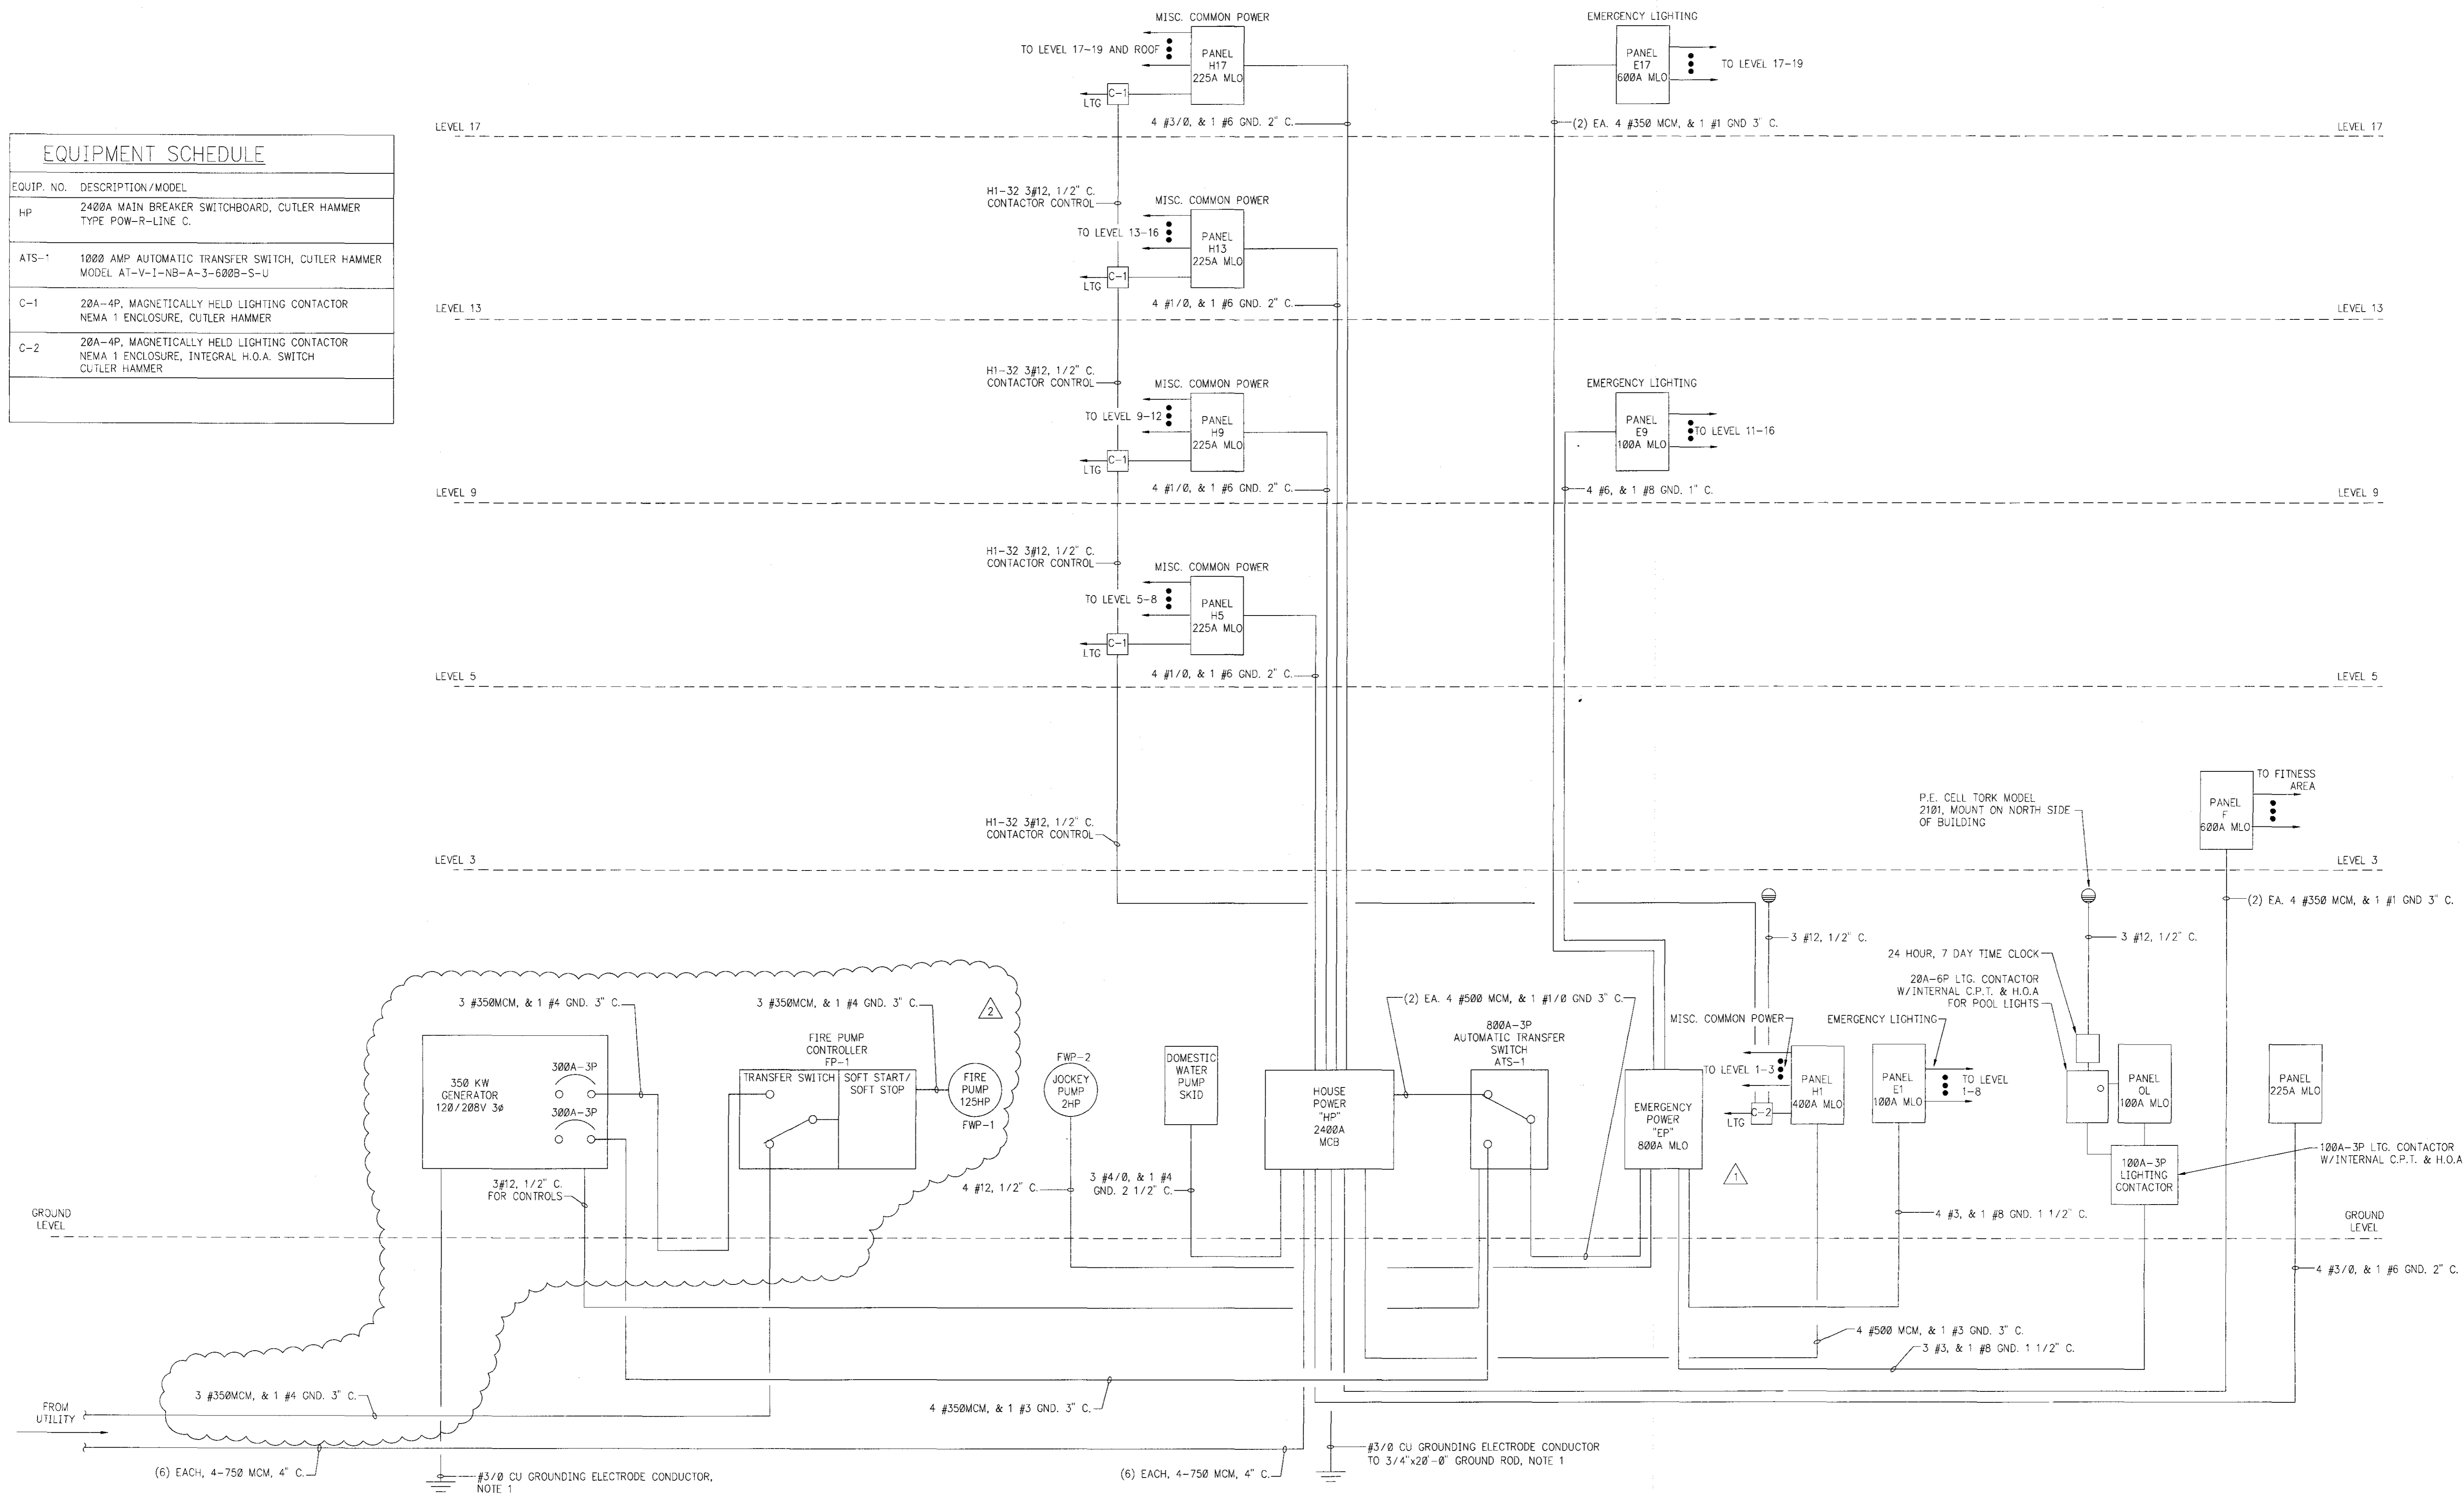 EQUIPMENT SCHEDULE
EQUIP. NO. DESCRIPTION/MODEL
HP 2400A MAIN BREAKER SWITCHBOARD, CUTLER HAMMER
TYPE POW-R-LINE C.
ATS-1 1000 AMP AUTOMATIC TRANSFER SWITCH, CUTLER HAMMER
MODEL AT-V-I-NB-A-3-600B-S-U
C-1 20A-4P, MAGNETICALLY HELD LIGHTING CONTACTOR
NEMA 1 ENCLOSURE, CUTLER HAMMER
C-2 20A-4P, MAGNETICALLY HELD LIGHTING CONTACTOR
NEMA 1 ENCLOSURE, INTEGRAL H.O.A. SWITCH
CUTLER HAMMER
MISC. COMMON POWER
TO LEVEL 17-19 AND ROOF
PANEL
H17
225A MLO
C-1
LTG
4 #3/0, & 1 #6 GND. 2" C.
EMERGENCY LIGHTING
PANEL
E17
600A MLO
TO LEVEL 17-19
(2) EA. 4 #350 MCM, & 1 #1 GND 3" C.
LEVEL 17
LEVEL 17
H1-32 3#12, 1/2" C.
CONTACTOR CONTROL
MISC. COMMON POWER
TO LEVEL 13-16
PANEL
H13
225A MLO
C-1
LTG
4 #1/0, & 1 #6 GND. 2" C.
LEVEL 13
LEVEL 13
H1-32 3#12, 1/2" C.
CONTACTOR CONTROL
MISC. COMMON POWER
TO LEVEL 9-12
PANEL
H9
225A MLO
C-1
LTG
4 #1/0, & 1 #6 GND. 2" C.
EMERGENCY LIGHTING
PANEL
E9
100A MLO
TO LEVEL 11-16
4 #6, & 1 #8 GND. 1" C.
LEVEL 9
LEVEL 9
H1-32 3#12, 1/2" C.
CONTACTOR CONTROL
MISC. COMMON POWER
TO LEVEL 5-8
PANEL
H5
225A MLO
C-1
LTG
4 #1/0, & 1 #6 GND. 2" C.
LEVEL 5
LEVEL 5
H1-32 3#12, 1/2" C.
CONTACTOR CONTROL
P.E. CELL TORK MODEL
2101, MOUNT ON NORTH SIDE
OF BUILDING
PANEL
F
600A MLO
TO FITNESS
AREA
LEVEL 3
LEVEL 3
(2) EA. 4 #350 MCM, & 1 #1 GND 3" C.
3 #12, 1/2" C.
3 #12, 1/2" C.
24 HOUR, 7 DAY TIME CLOCK
20A-6P LTG. CONTACTOR
W/INTERNAL C.P.T. & H.O.A
FOR POOL LIGHTS
3 #350MCM, & 1 #4 GND. 3" C.
3 #350MCM, & 1 #4 GND. 3" C.
2
350 KW
GENERATOR
120/208V 3ø
300A-3P
300A-3P
FIRE PUMP
CONTROLLER
FP-1
TRANSFER SWITCH
SOFT START/
SOFT STOP
FIRE
PUMP
125HP
FWP-1
FWP-2
JOCKEY
PUMP
2HP
DOMESTIC
WATER
PUMP
SKID
HOUSE
POWER
"HP"
2400A
MCB
(2) EA. 4 #500 MCM, & 1 #1/0 GND 3" C.
800A-3P
AUTOMATIC TRANSFER
SWITCH
ATS-1
EMERGENCY
POWER
"EP"
800A MLO
MISC. COMMON POWER
TO LEVEL 1-3
PANEL
H1
400A MLO
C-2
LTG
1
EMERGENCY LIGHTING
PANEL
E1
100A MLO
TO LEVEL
1-8
PANEL
OL
100A MLO
100A-3P
LIGHTING
CONTACTOR
100A-3P LTG. CONTACTOR
W/INTERNAL C.P.T. & H.O.A
PANEL
225A MLO
3#12, 1/2" C.
FOR CONTROLS
4 #12, 1/2" C.
3 #4/0, & 1 #4
GND. 2 1/2" C.
4 #3, & 1 #8 GND. 1 1/2" C.
GROUND
LEVEL
GROUND
LEVEL
4 #3/0, & 1 #6 GND. 2" C.
4 #500 MCM, & 1 #3 GND. 3" C.
3 #3, & 1 #8 GND. 1 1/2" C.
3 #350MCM, & 1 #4 GND. 3" C.
4 #350MCM, & 1 #3 GND. 3" C.
FROM
UTILITY
(6) EACH, 4-750 MCM, 4" C.
#3/0 CU GROUNDING ELECTRODE CONDUCTOR,
NOTE 1
(6) EACH, 4-750 MCM, 4" C.
#3/0 CU GROUNDING ELECTRODE CONDUCTOR
TO 3/4"x20'-0" GROUND ROD, NOTE 1